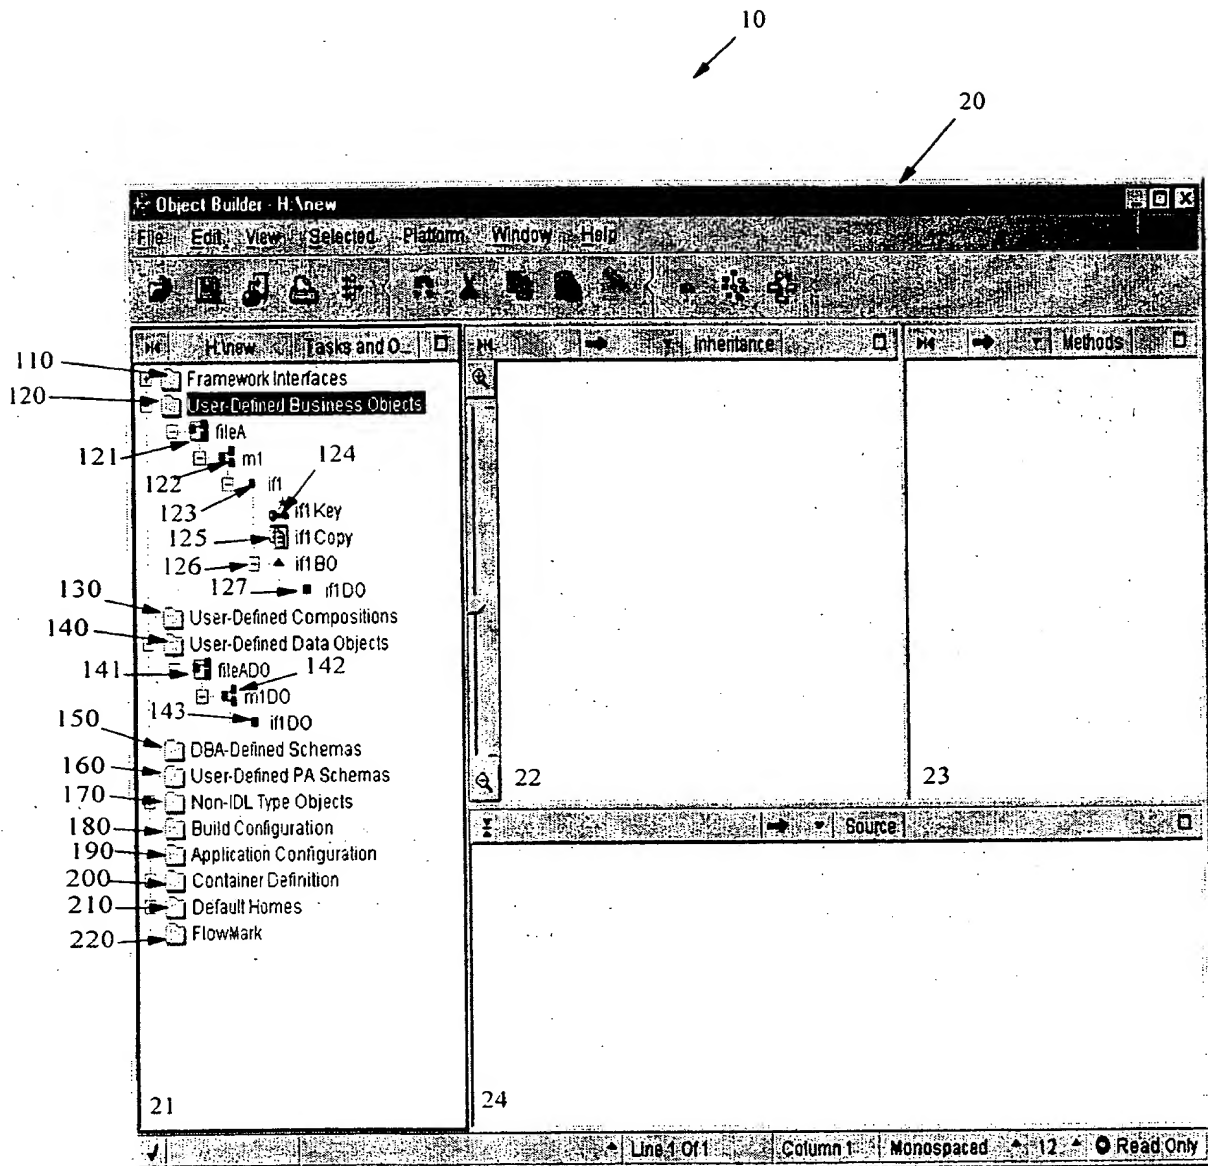 10
20
Object Builder - H:\new
File Edit View Selected Platform Window Help
H:\new Tasks and O...
Inheritance
Methods
110 Framework Interfaces
120 User-Defined Business Objects
121 fileA
122 m1 124
123 if1
if1Key
125 if1Copy
126 if1BO
127 if1DO
130 User-Defined Compositions
140 User-Defined Data Objects
141 fileADO 142
m1DO
143 if1DO
150 DBA-Defined Schemas
160 User-Defined PA Schemas
170 Non-IDL Type Objects
180 Build Configuration
190 Application Configuration
200 Container Definition
210 Default Homes
220 FlowMark
22
23
Source
21
24
Line 1 Of 1 Column 1 Monospaced 12 Read Only